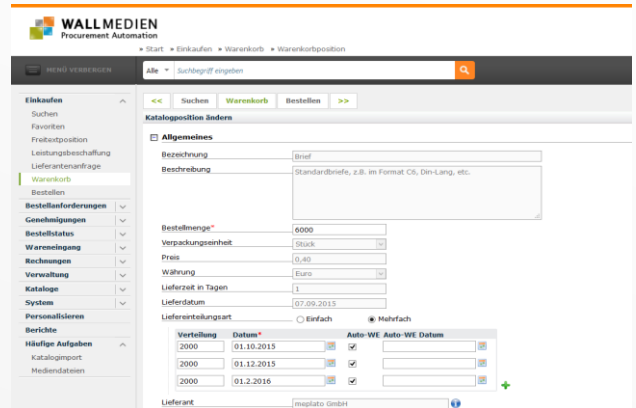 WALLMEDIEN
Procurement Automation
» Start » Einkaufen » Warenkorb » Warenkorbposition
MENÜ VERBERGEN
Alle
Suchbegriff eingeben
Einkaufen
Suchen
Favoriten
Freitextposition
Leistungsbeschaffung
Lieferantenanfrage
Warenkorb
Bestellen
Bestellanforderungen
Genehmigungen
Bestellstatus
Wareneingang
Rechnungen
Verwaltung
Kataloge
System
Personalisieren
Berichte
Häufige Aufgaben
Katalogimport
Mediendateien
<< Suchen Warenkorb Bestellen >>
Katalogposition ändern
Allgemeines
Bezeichnung Brief
Beschreibung Standardbriefe, z.B. im Format C6, Din-Lang, etc.
Bestellmenge* 6000
Verpackungseinheit Stück
Preis 0,40
Währung Euro
Lieferzeit in Tagen 1
Lieferdatum 07.09.2015
Liefereinteilungsart Einfach Mehrfach
Verteilung Datum* Auto-WE Auto-WE Datum
2000 01.10.2015
2000 01.12.2015
2000 01.2.2016
Lieferant meplato GmbH